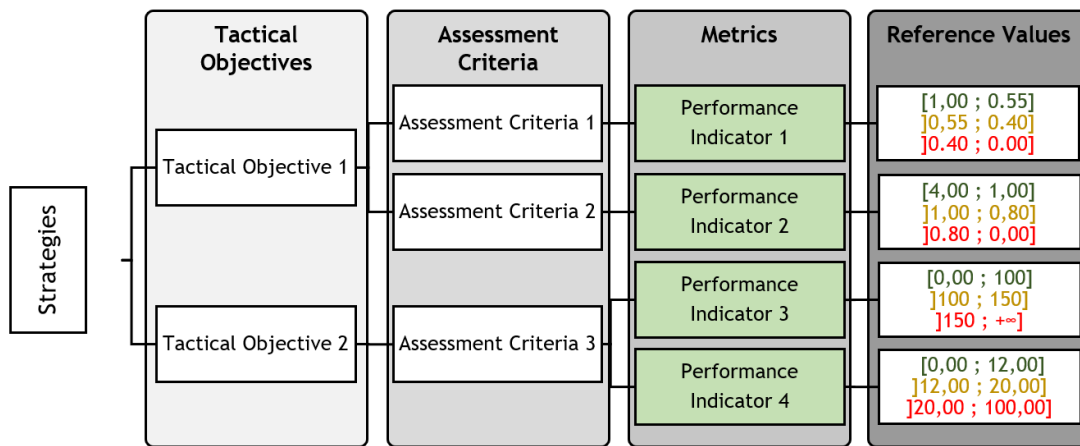 Strategies
Tactical
Objectives
Tactical Objective 1
Tactical Objective 2
Assessment
Criteria
Assessment Criteria 1
Assessment Criteria 2
Assessment Criteria 3
Metrics
Performance
Indicator 1
Performance
Indicator 2
Performance
Indicator 3
Performance
Indicator 4
Reference Values
[1,00 ; 0.55]
]0,55 ; 0.40]
]0.40 ; 0.00]
[4,00 ; 1,00]
]1,00 ; 0,80]
]0.80 ; 0,00]
[0,00 ; 100]
]100 ; 150]
]150 ; +∞]
[0,00 ; 12,00]
]12,00 ; 20,00]
]20,00 ; 100,00]